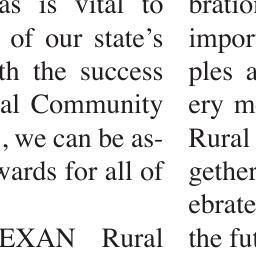 as is vital to
of our state's
th the success
al Community
, we can be as-
wards for all of
EXAN Rural
bration
impor
ples a
ery m
Rural
gether
ebrate
the fut